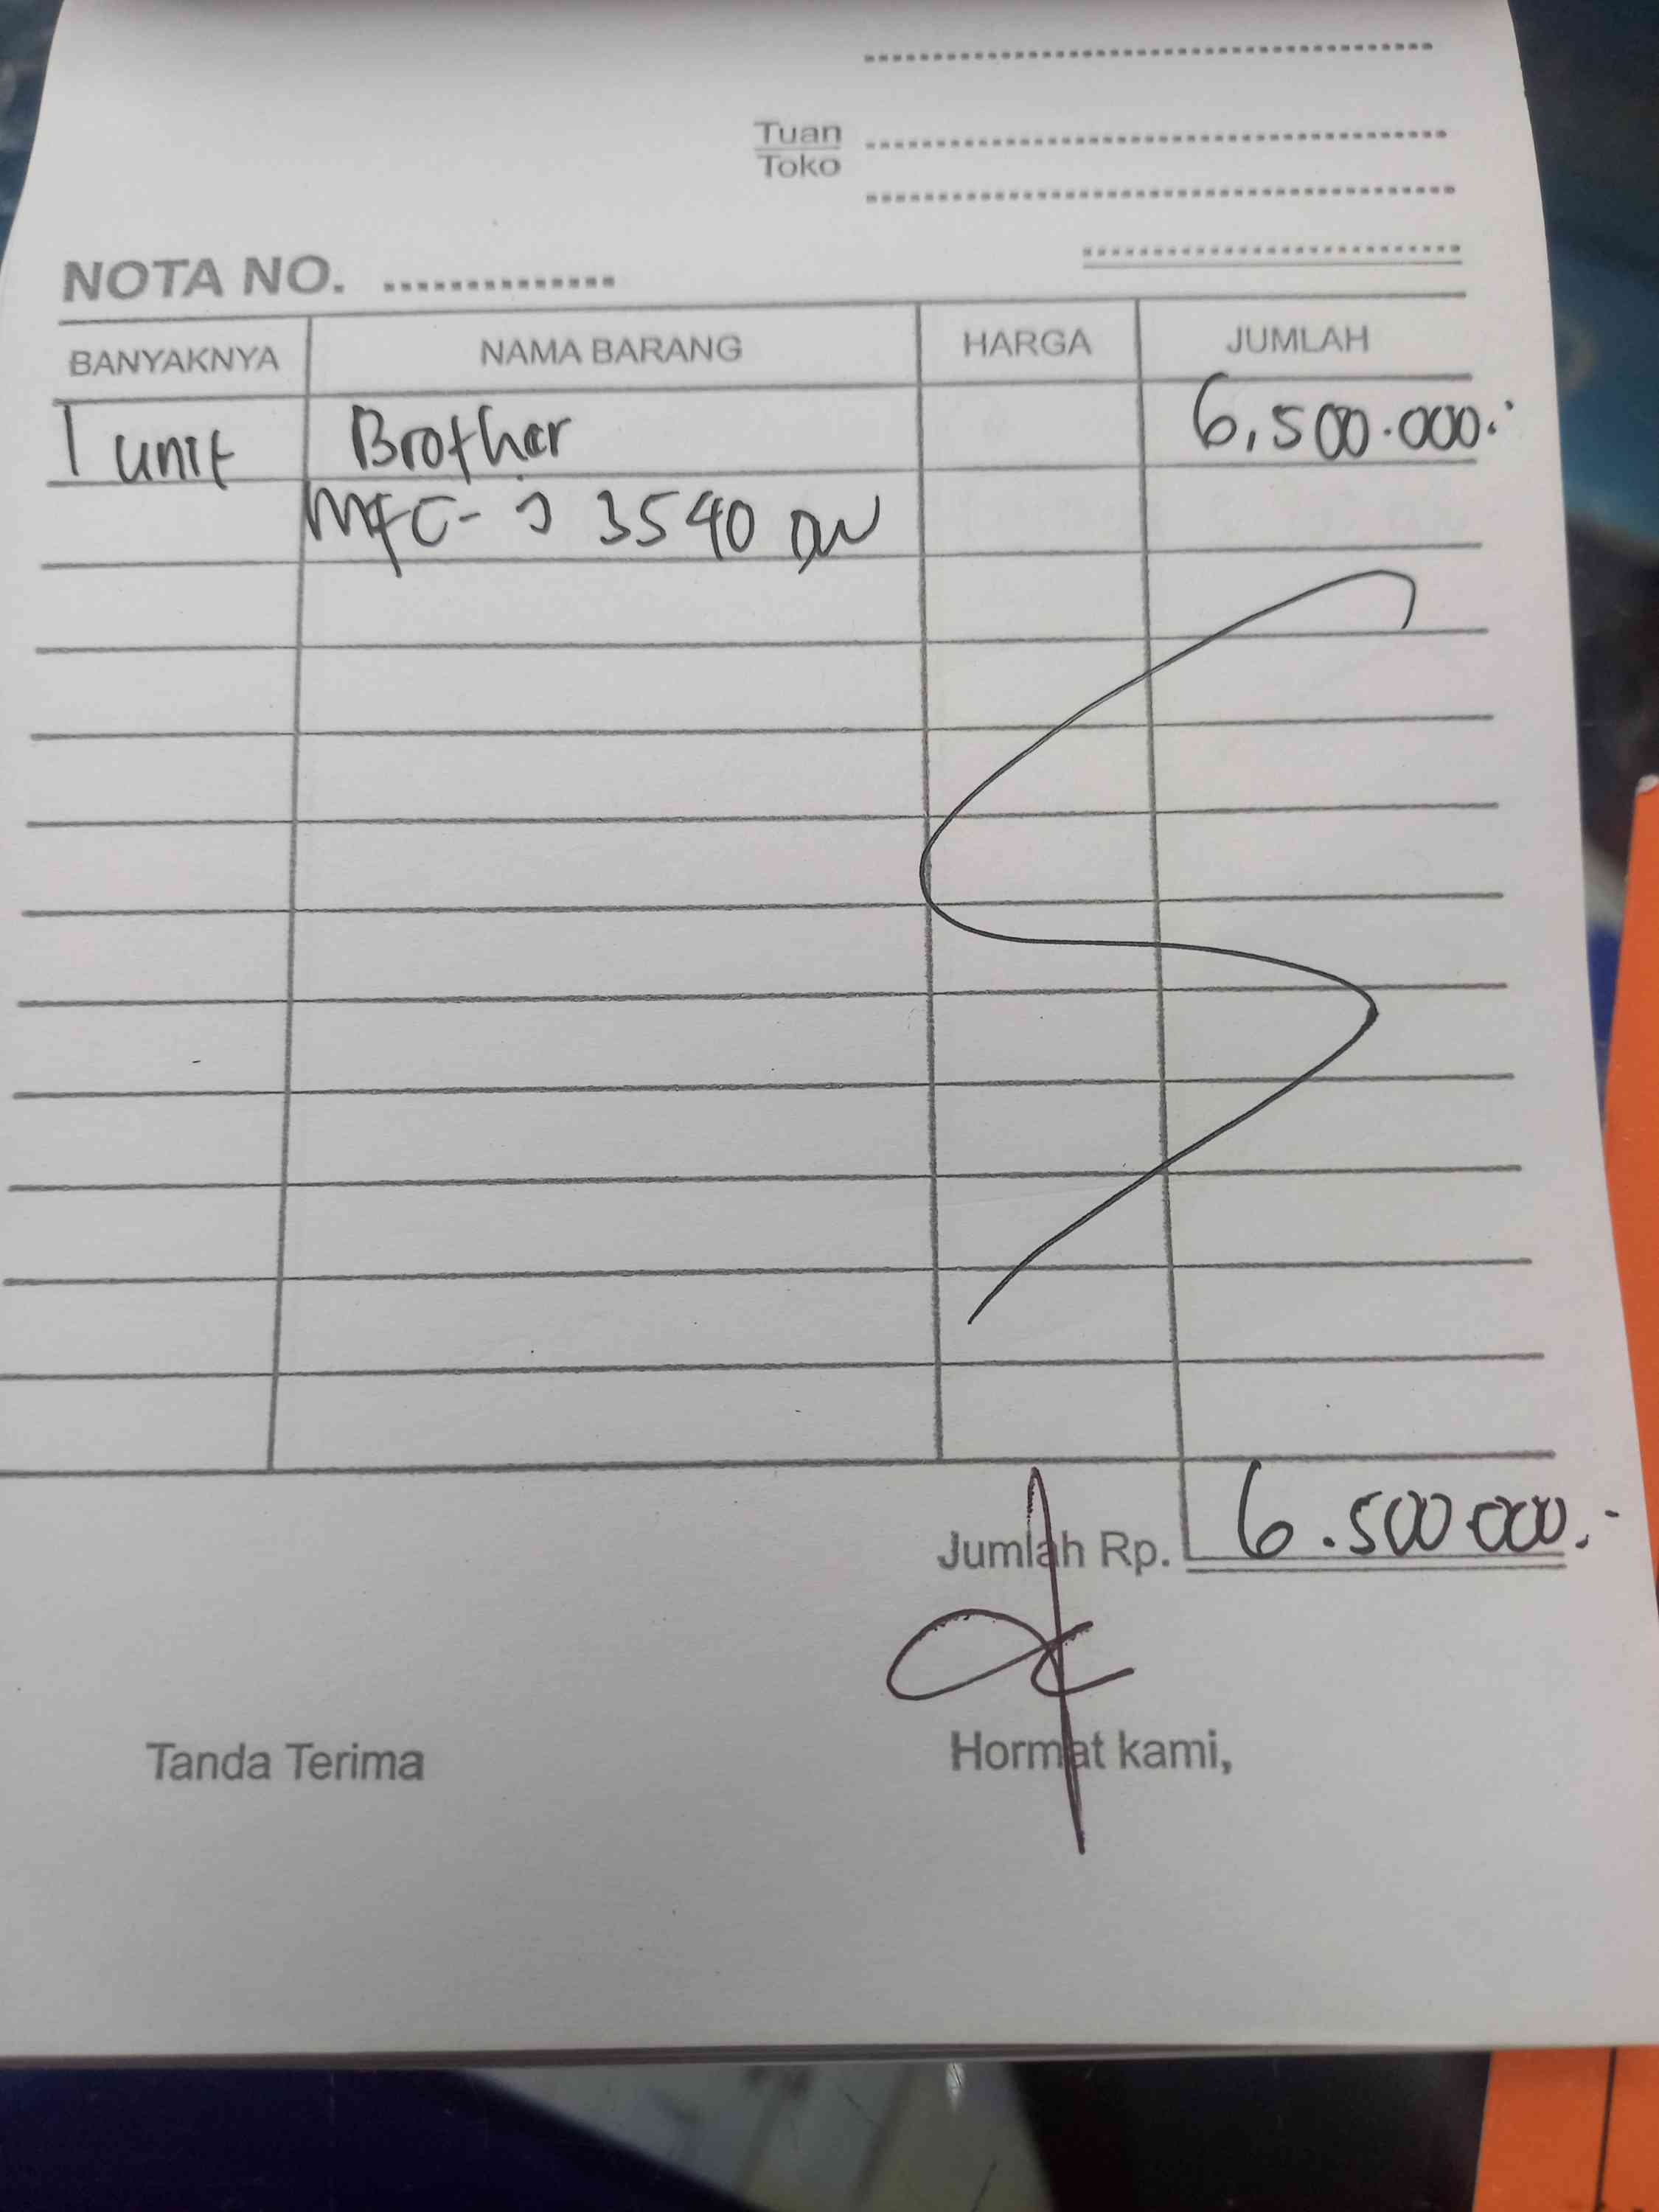 Tuan
Toko
NOTA NO.
BANYAKNYA NAMA BARANG HARGA JUMLAH
1 unit Brother 6,500.000.-
MFC-J 3540 DW
Jumlah Rp. 6.500.000.-
Tanda Terima Hormat kami,